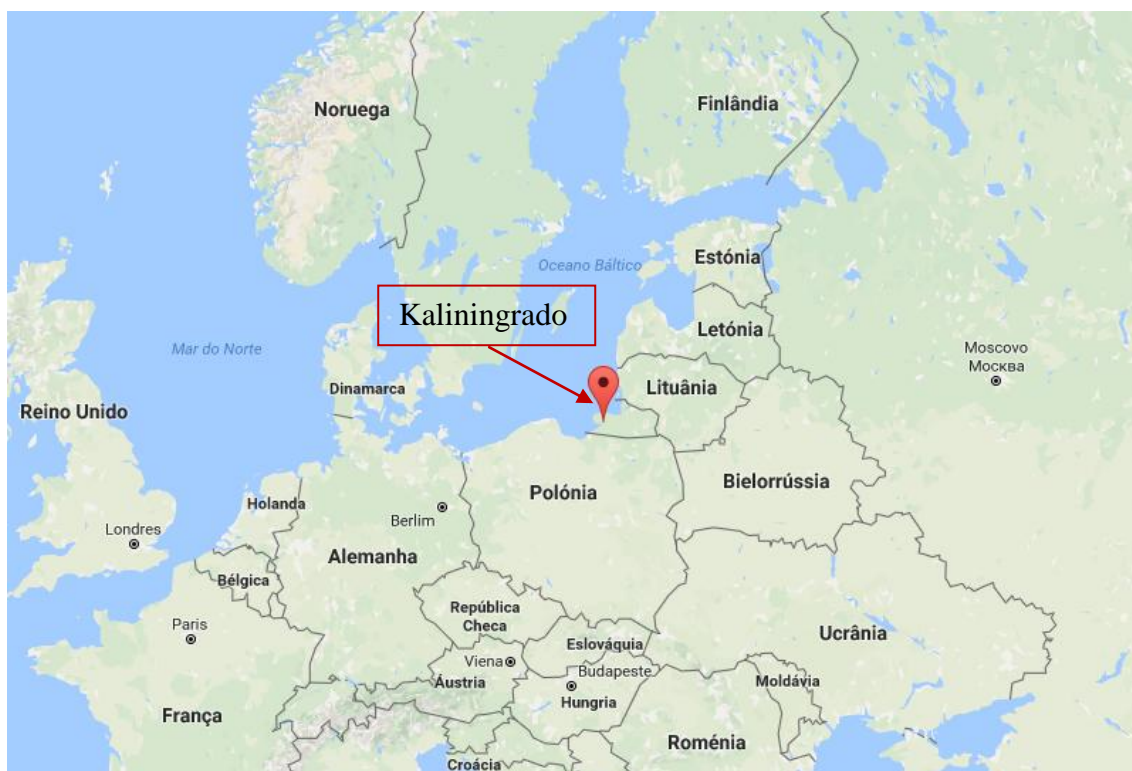 Noruega
Finlândia
Oceano Báltico
Estónia
Kaliningrado
Letónia
Mar do Norte
Moscovo
Москва
Dinamarca
Lituânia
Reino Unido
Bielorrússia
Polónia
Holanda
Berlim
Londres
Alemanha
Bélgica
República
Checa
Paris
Ucrânia
Eslováquia
Viena
Budapeste
Áustria
Moldávia
Hungria
França
Roménia
Croácia